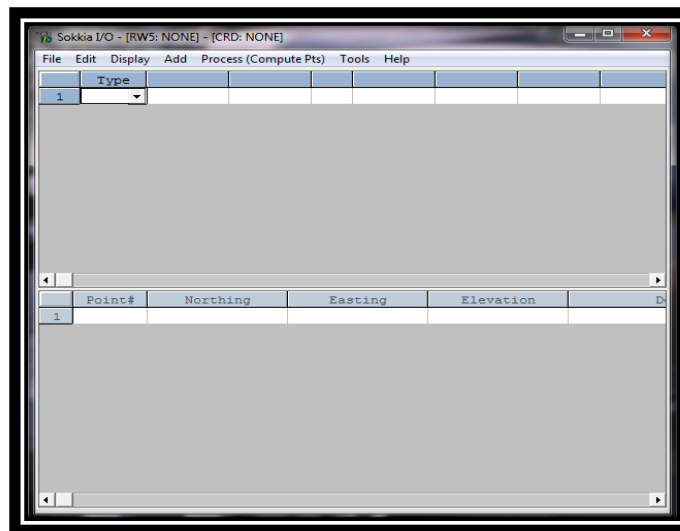 Sokkia I/O - [RW5: NONE] - [CRD: NONE]
File Edit Display Add Process (Compute Pts) Tools Help
Type
1
Point# Northing Easting Elevation D
1